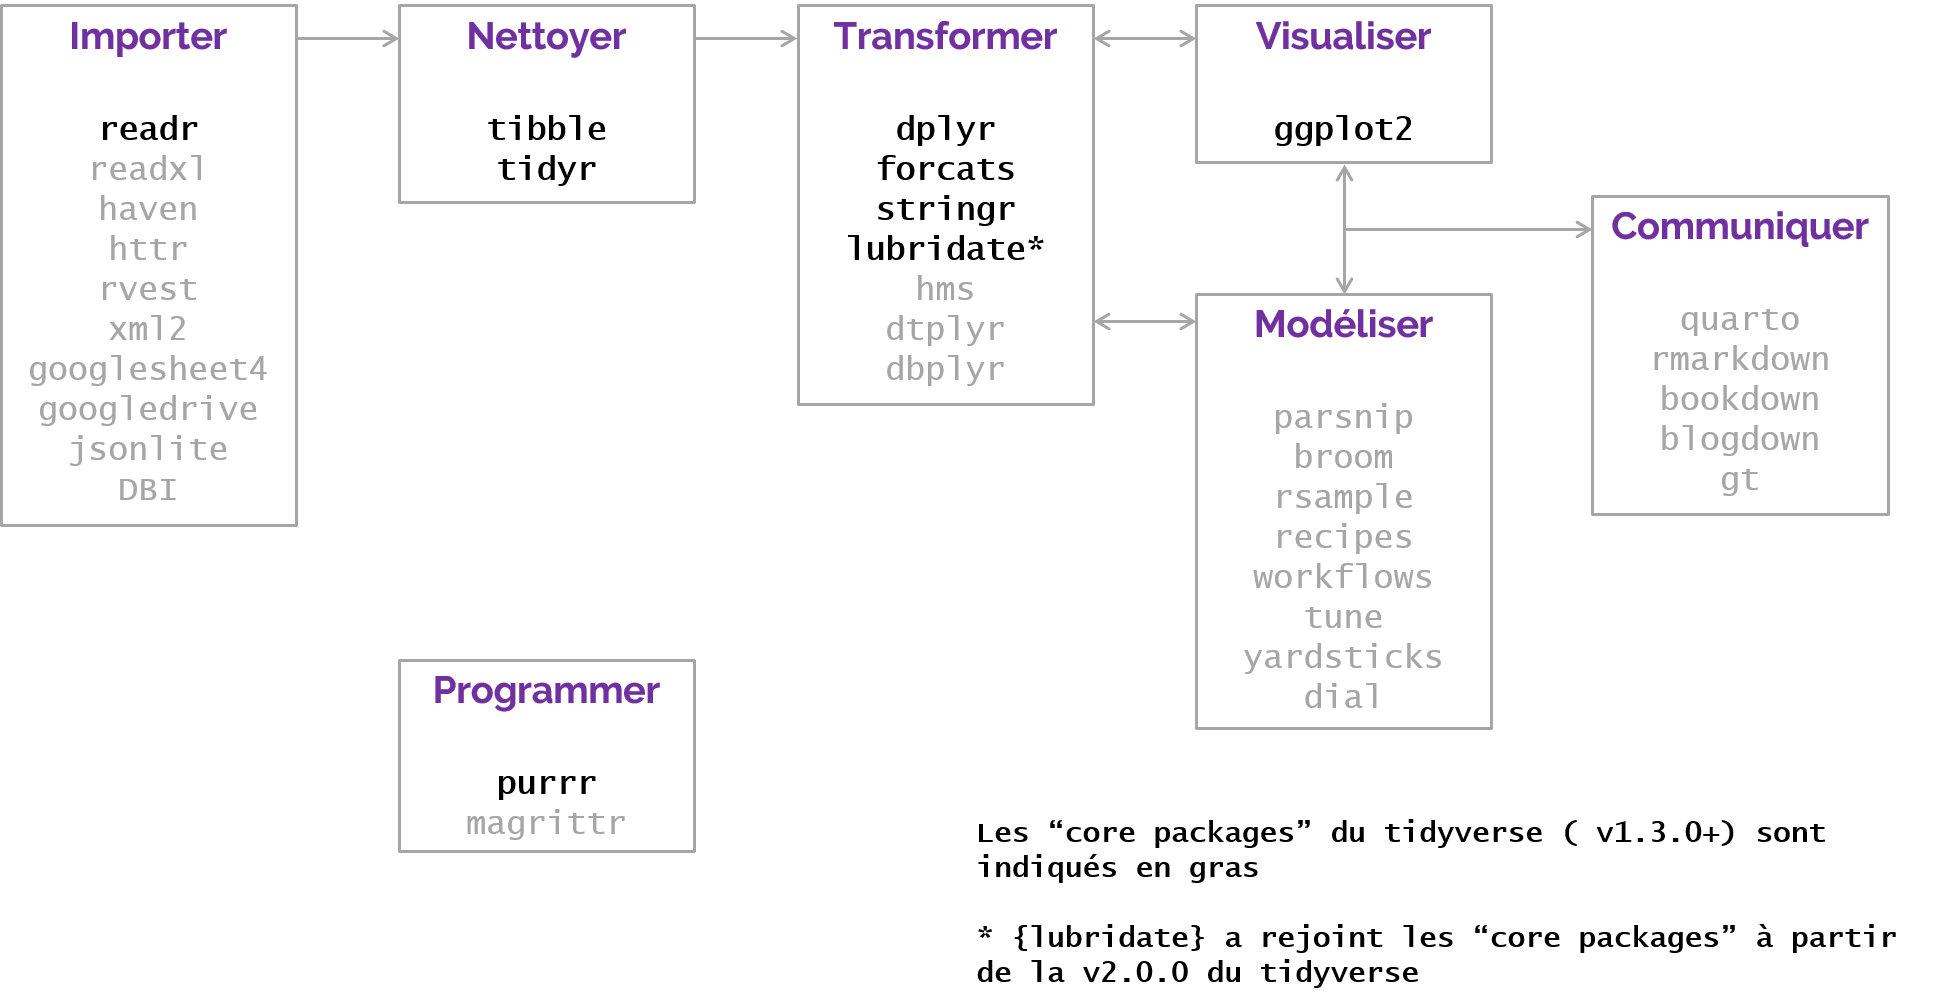 Importer
readr
readxl
haven
httr
rvest
xml2
googlesheet4
googledrive
jsonlite
DBI
Nettoyer
tibble
tidyr
Transformer
dplyr
forcats
stringr
lubridate*
hms
dtplyr
dbplyr
Visualiser
ggplot2
Modéliser
parsnip
broom
rsample
recipes
workflows
tune
yardsticks
dial
Communiquer
quarto
rmarkdown
bookdown
blogdown
gt
Programmer
purrr
magrittr
Les “core packages” du tidyverse ( v1.3.0+) sont
indiqués en gras
* {lubridate} a rejoint les “core packages” à partir
de la v2.0.0 du tidyverse